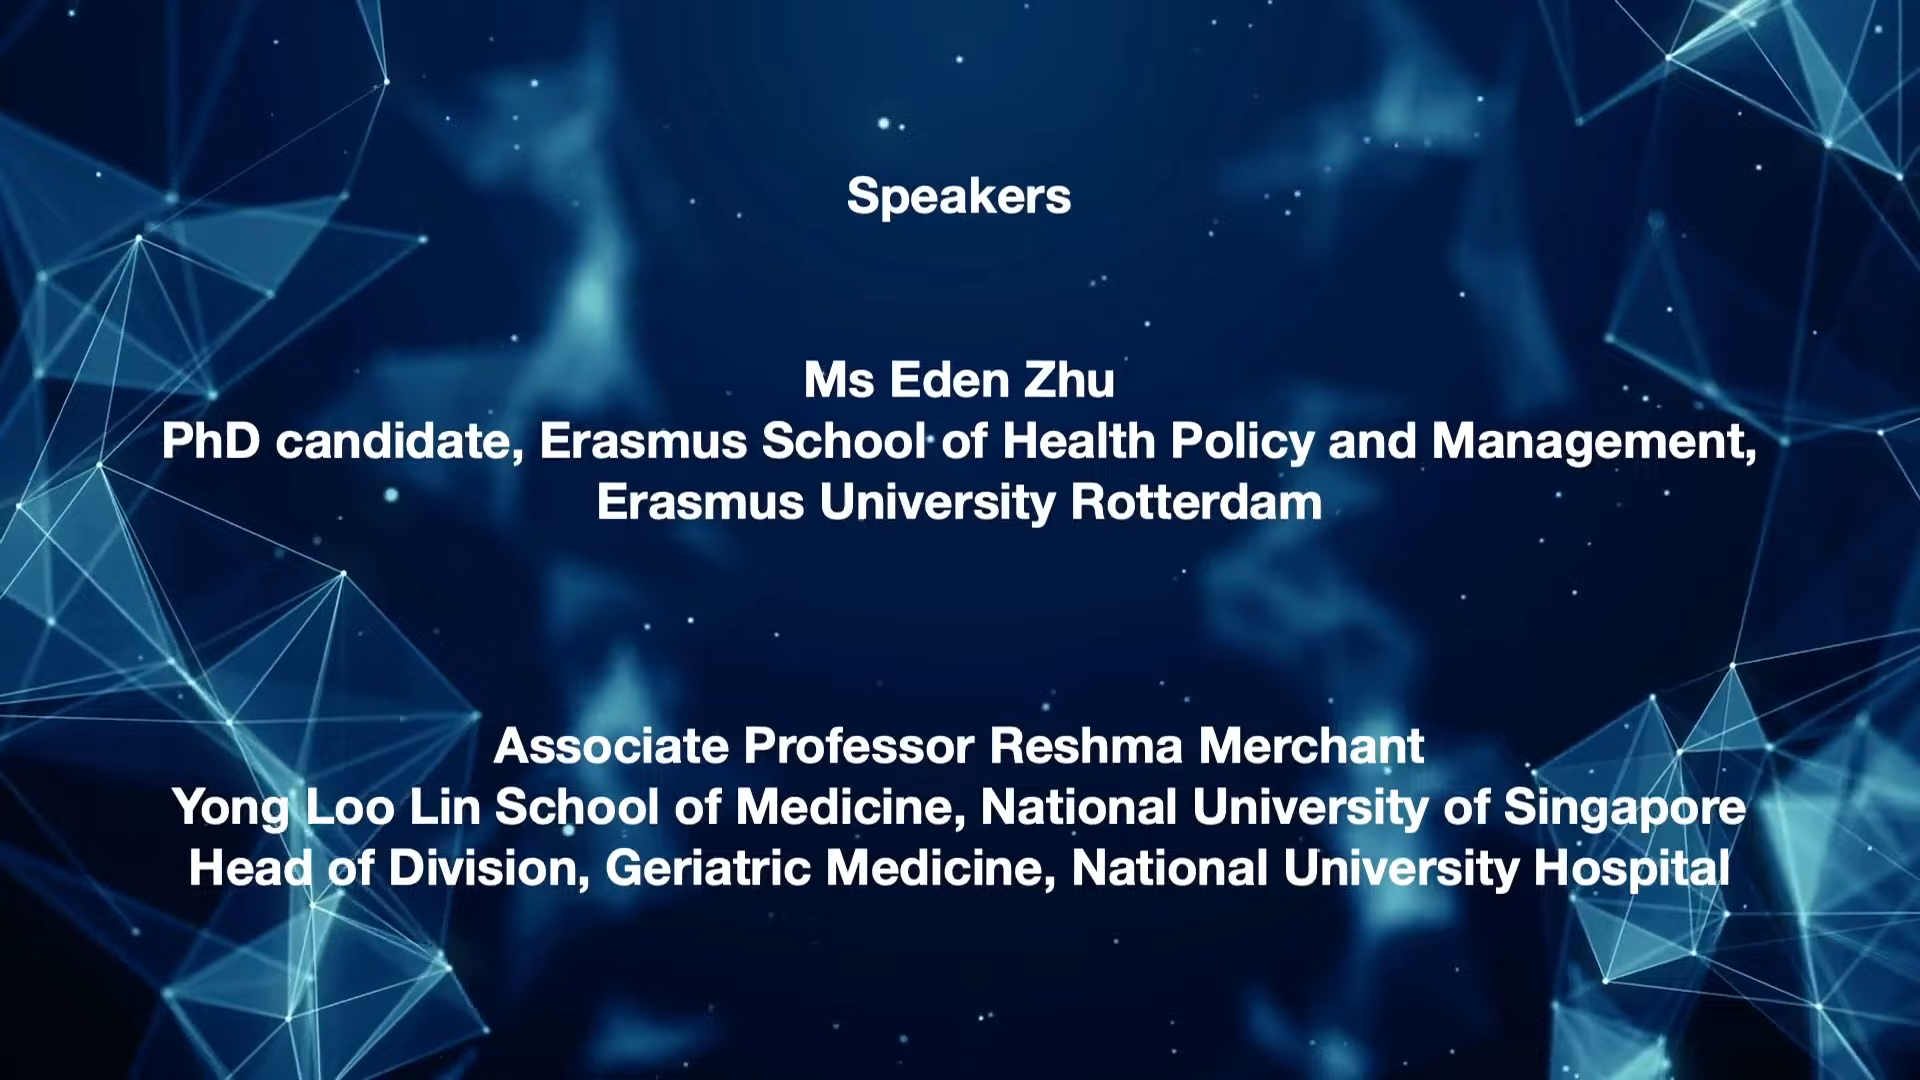 Speakers
Ms Eden Zhu
PhD candidate, Erasmus School of Health Policy and Management,
Erasmus University Rotterdam
Associate Professor Reshma Merchant
Yong Loo Lin School of Medicine, National University of Singapore
Head of Division, Geriatric Medicine, National University Hospital